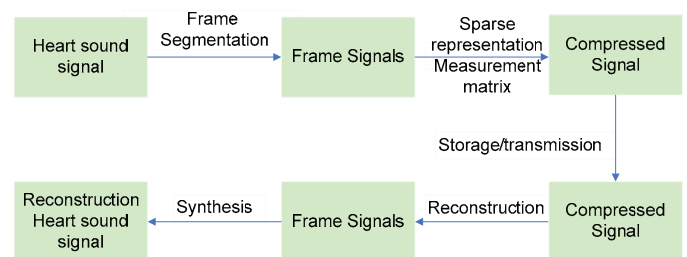 Heart sound
signal
Frame
Segmentation
Frame Signals
Sparse
representation
Measurement
matrix
Compressed
Signal
Storage/transmission
Compressed
Signal
Reconstruction
Frame Signals
Synthesis
Reconstruction
Heart sound
signal